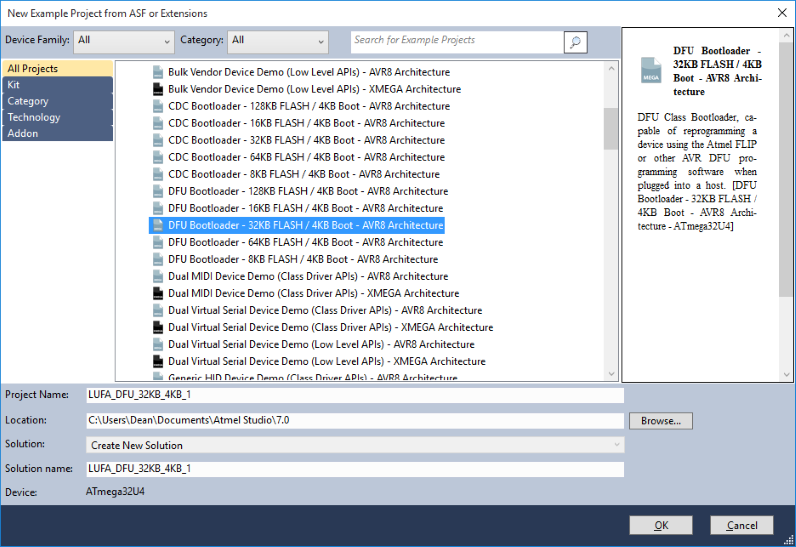 New Example Project from ASF or Extensions
Device Family: All Category: All Search for Example Projects
All Projects
Kit
Category
Technology
Addon
Bulk Vendor Device Demo (Low Level APIs) - AVR8 Architecture
Bulk Vendor Device Demo (Low Level APIs) - XMEGA Architecture
CDC Bootloader - 128KB FLASH / 4KB Boot - AVR8 Architecture
CDC Bootloader - 16KB FLASH / 4KB Boot - AVR8 Architecture
CDC Bootloader - 32KB FLASH / 4KB Boot - AVR8 Architecture
CDC Bootloader - 64KB FLASH / 4KB Boot - AVR8 Architecture
CDC Bootloader - 8KB FLASH / 4KB Boot - AVR8 Architecture
DFU Bootloader - 128KB FLASH / 4KB Boot - AVR8 Architecture
DFU Bootloader - 16KB FLASH / 4KB Boot - AVR8 Architecture
DFU Bootloader - 32KB FLASH / 4KB Boot - AVR8 Architecture
DFU Bootloader - 64KB FLASH / 4KB Boot - AVR8 Architecture
DFU Bootloader - 8KB FLASH / 4KB Boot - AVR8 Architecture
Dual MIDI Device Demo (Class Driver APIs) - AVR8 Architecture
Dual MIDI Device Demo (Class Driver APIs) - XMEGA Architecture
Dual Virtual Serial Device Demo (Class Driver APIs) - AVR8 Architecture
Dual Virtual Serial Device Demo (Class Driver APIs) - XMEGA Architecture
Dual Virtual Serial Device Demo (Low Level APIs) - AVR8 Architecture
Dual Virtual Serial Device Demo (Low Level APIs) - XMEGA Architecture
Generic HID Device Demo (Class Driver APIs) - AVR8 Architecture
MEGA
DFU Bootloader -
32KB FLASH / 4KB
Boot - AVR8 Archi-
tecture
DFU Class Bootloader, ca-
pable of reprogramming a
device using the Atmel FLIP
or other AVR DFU pro-
gramming software when
plugged into a host. [DFU
Bootloader - 32KB FLASH /
4KB Boot - AVR8 Archi-
tecture - ATmega32U4]
Project Name: LUFA_DFU_32KB_4KB_1
Location: C:\Users\Dean\Documents\Atmel Studio\7.0 Browse...
Solution: Create New Solution
Solution name: LUFA_DFU_32KB_4KB_1
Device: ATmega32U4
OK Cancel